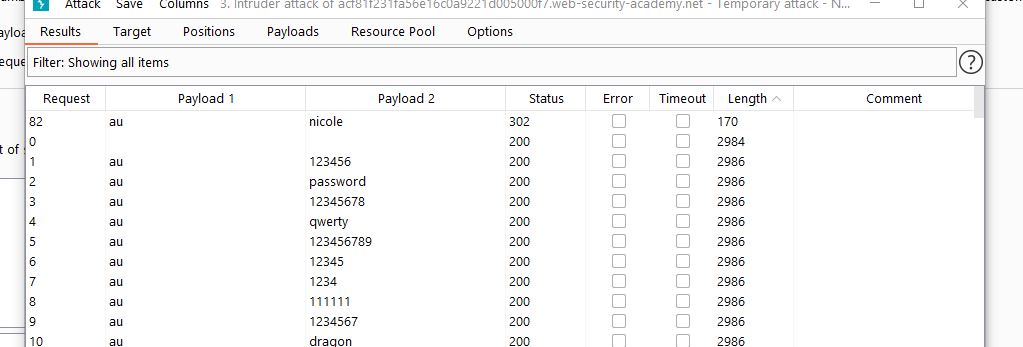 Attack Save Columns 3. Intruder attack of acf81f231fa56e16c0a9221d005000f7.web-security-academy.net - Temporary attack - N...
Results Target Positions Payloads Resource Pool Options
Filter: Showing all items ?
Request Payload 1 Payload 2 Status Error Timeout Length Comment
82 au nicole 302 170
0 200 2984
1 au 123456 200 2986
2 au password 200 2986
3 au 12345678 200 2986
4 au qwerty 200 2986
5 au 123456789 200 2986
6 au 12345 200 2986
7 au 1234 200 2986
8 au 111111 200 2986
9 au 1234567 200 2986
10 au dragon 200 2986